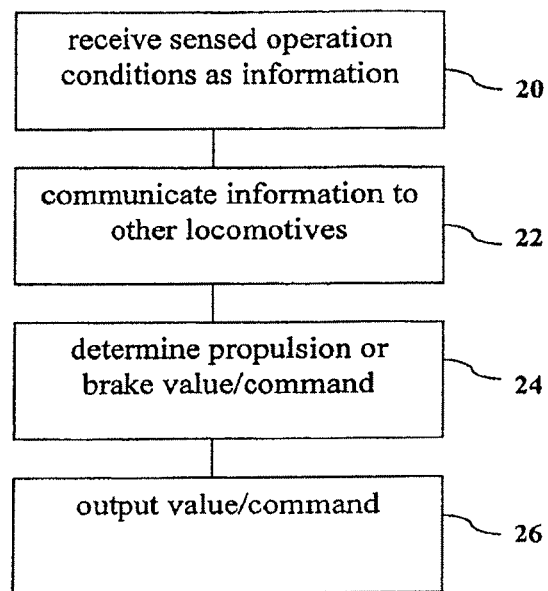 receive sensed operation
conditions as information
20
communicate information to
other locomotives
22
determine propulsion or
brake value/command
24
output value/command
26